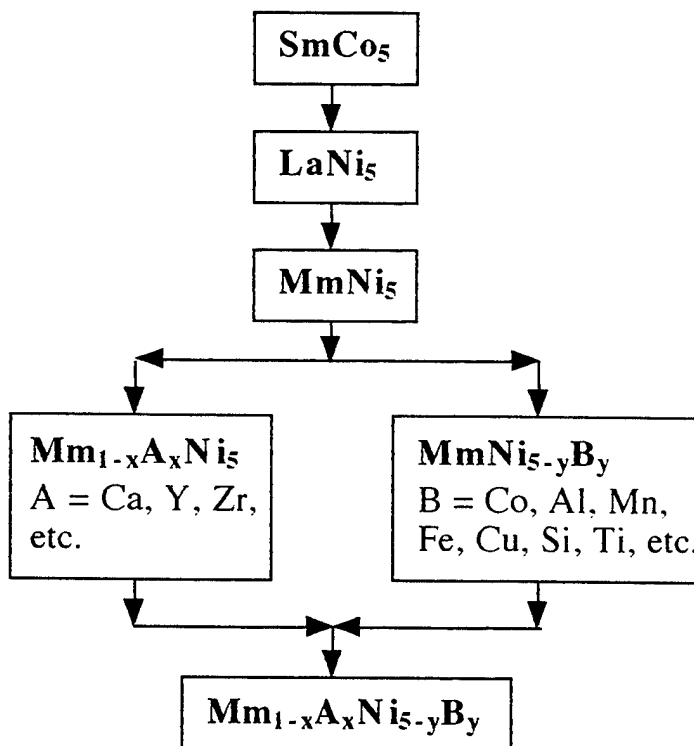 SmCo₅
LaNi₅
MmNi₅
Mm₁₋ₓAₓNi₅
A = Ca, Y, Zr,
etc.
MmNi₅₋yBy
B = Co, Al, Mn,
Fe, Cu, Si, Ti, etc.
Mm₁₋ₓAₓNi₅₋yBy